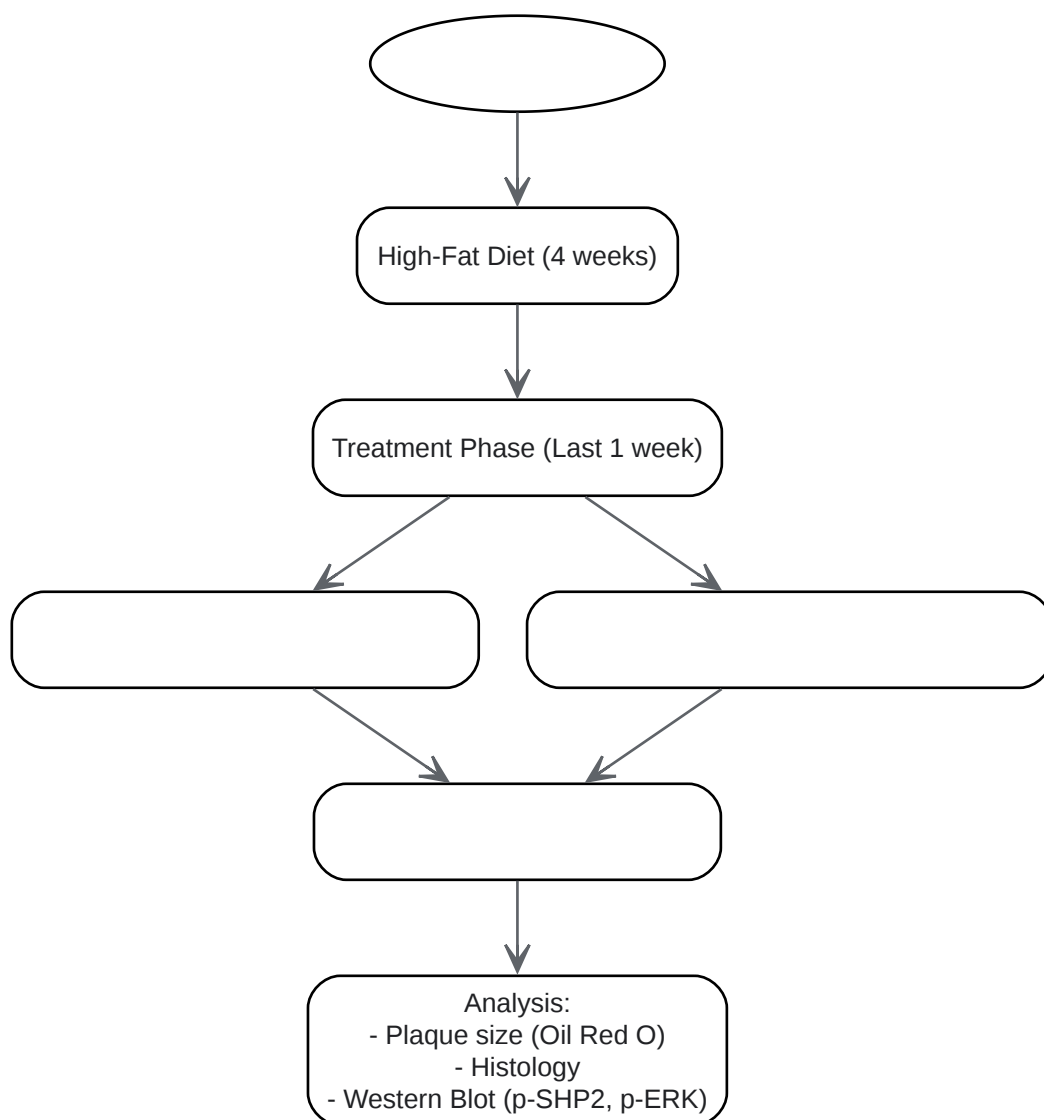 High-Fat Diet (4 weeks)
Treatment Phase (Last 1 week)
Analysis:
- Plaque size (Oil Red O)
- Histology
- Western Blot (p-SHP2, p-ERK)